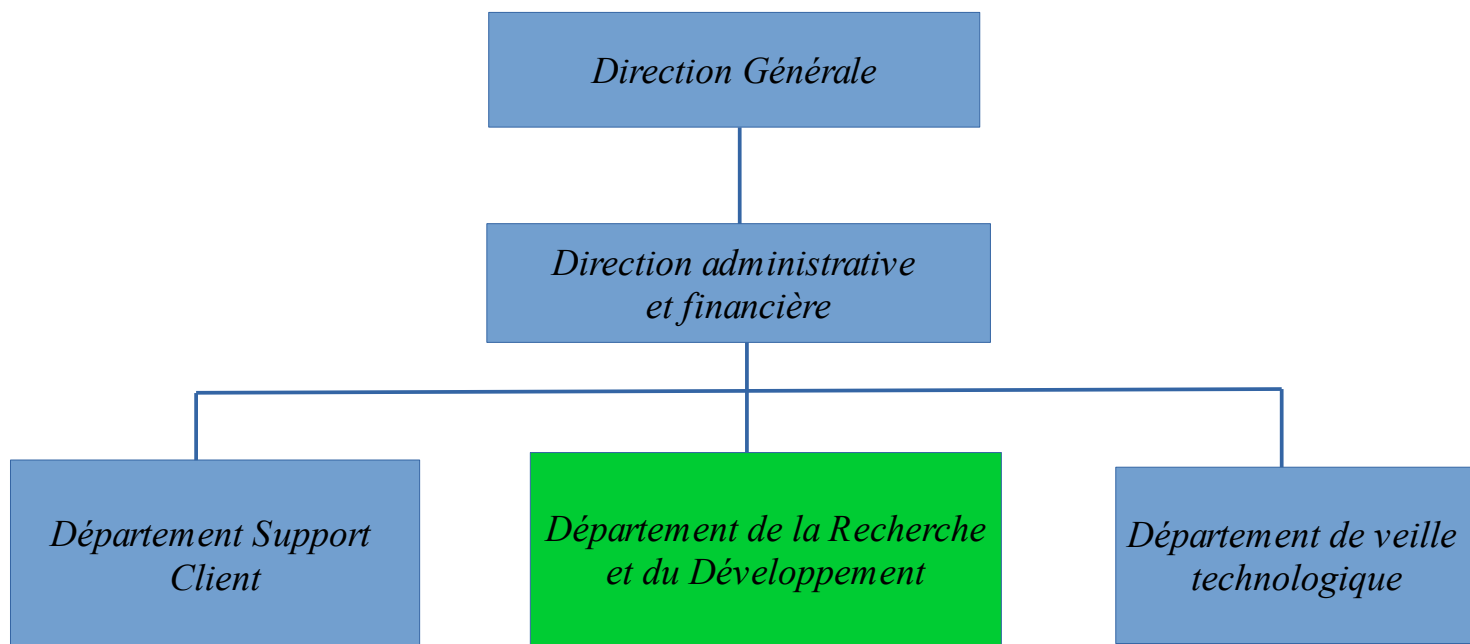 Direction Générale
Direction administrative
et financière
Département Support
Client
Département de la Recherche
et du Développement
Département de veille
technologique